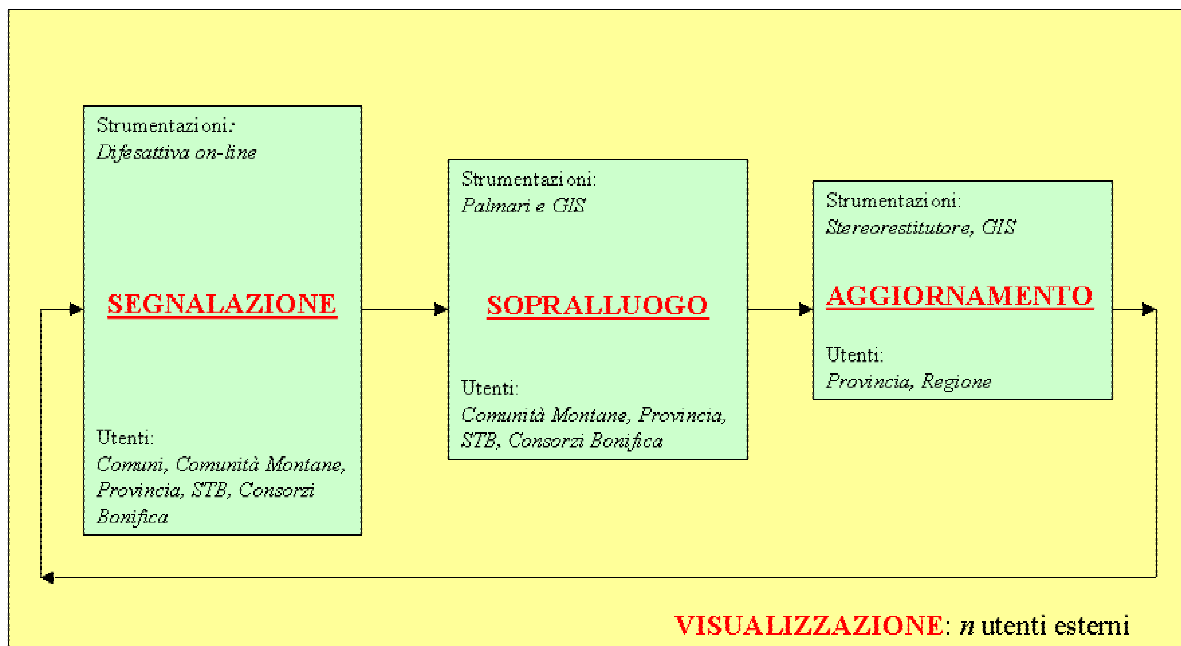 Strumentazioni:
Difesattiva on-line
SEGNALAZIONE
Utenti:
Comuni, Comunità Montane,
Provincia, STB, Consorzi
Bonifica
Strumentazioni:
Palmari e GIS
SOPRALLUOGO
Utenti:
Comunità Montane, Provincia,
STB, Consorzi Bonifica
Strumentazioni:
Stereorestitutore, GIS
AGGIORNAMENTO
Utenti:
Provincia, Regione
VISUALIZZAZIONE: n utenti esterni